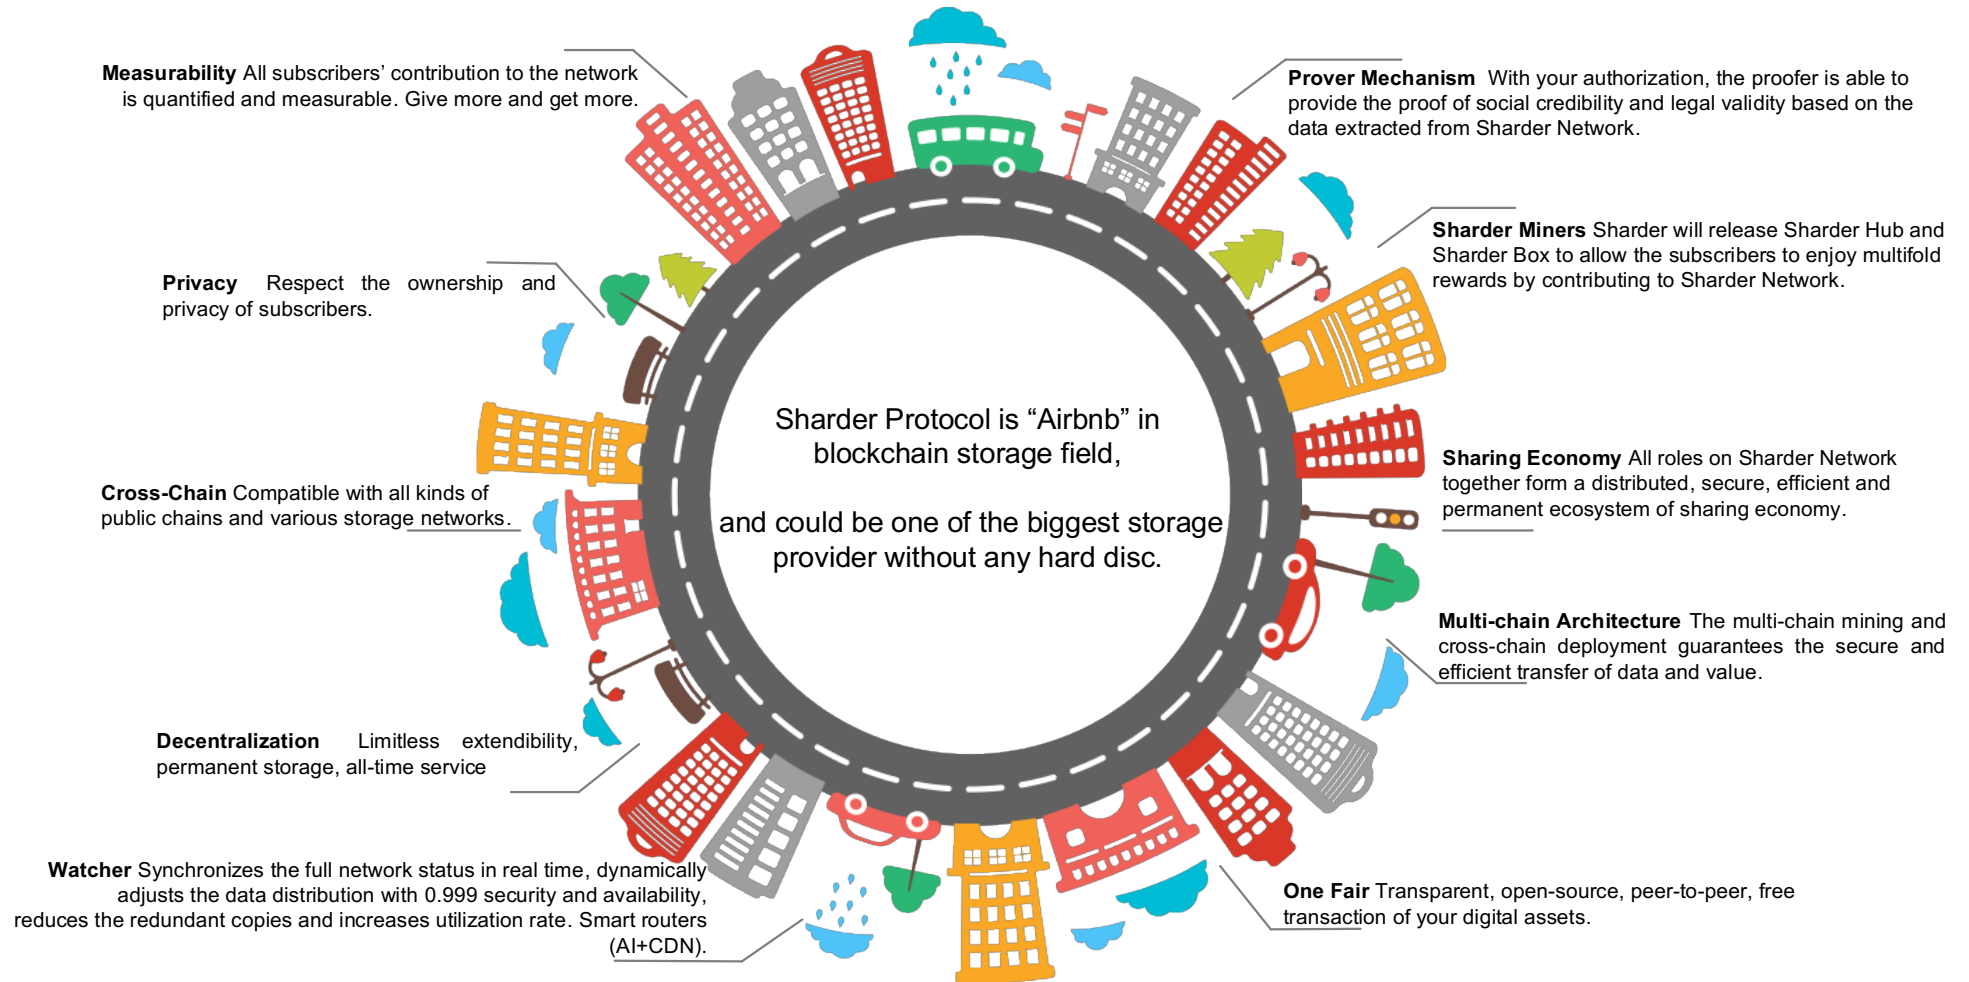 Measurability All subscribers’ contribution to the network
is quantified and measurable. Give more and get more.
Prover Mechanism With your authorization, the proofer is able to
provide the proof of social credibility and legal validity based on the
data extracted from Sharder Network.
Sharder Miners Sharder will release Sharder Hub and
Sharder Box to allow the subscribers to enjoy multifold
rewards by contributing to Sharder Network.
Privacy Respect the ownership and
privacy of subscribers.
Sharder Protocol is “Airbnb” in
blockchain storage field,
and could be one of the biggest storage
provider without any hard disc.
Sharing Economy All roles on Sharder Network
together form a distributed, secure, efficient and
permanent ecosystem of sharing economy.
Cross-Chain Compatible with all kinds of
public chains and various storage networks.
Multi-chain Architecture The multi-chain mining and
cross-chain deployment guarantees the secure and
efficient transfer of data and value.
Decentralization Limitless extendibility,
permanent storage, all-time service
Watcher Synchronizes the full network status in real time, dynamically
adjusts the data distribution with 0.999 security and availability,
reduces the redundant copies and increases utilization rate. Smart routers
(AI+CDN).
One Fair Transparent, open-source, peer-to-peer, free
transaction of your digital assets.